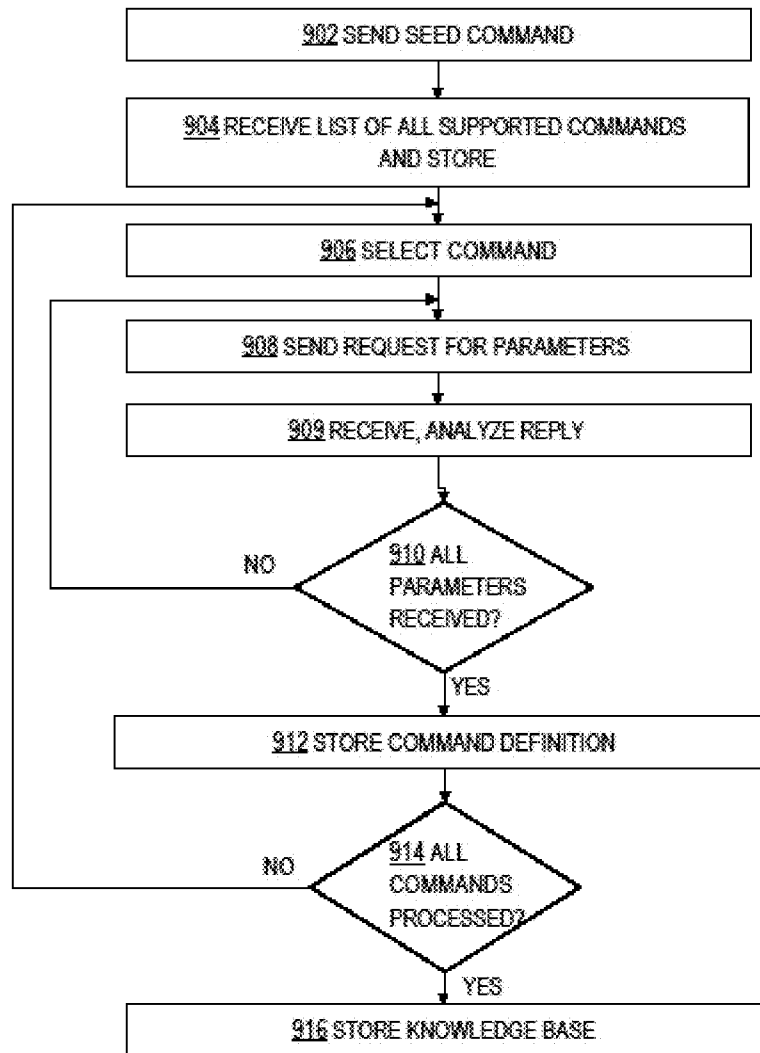 902 SEND SEED COMMAND
904 RECEIVE LIST OF ALL SUPPORTED COMMANDS
AND STORE
906 SELECT COMMAND
908 SEND REQUEST FOR PARAMETERS
909 RECEIVE, ANALYZE REPLY
910 ALL
PARAMETERS
RECEIVED?
NO
YES
912 STORE COMMAND DEFINITION
914 ALL
COMMANDS
PROCESSED?
NO
YES
916 STORE KNOWLEDGE BASE